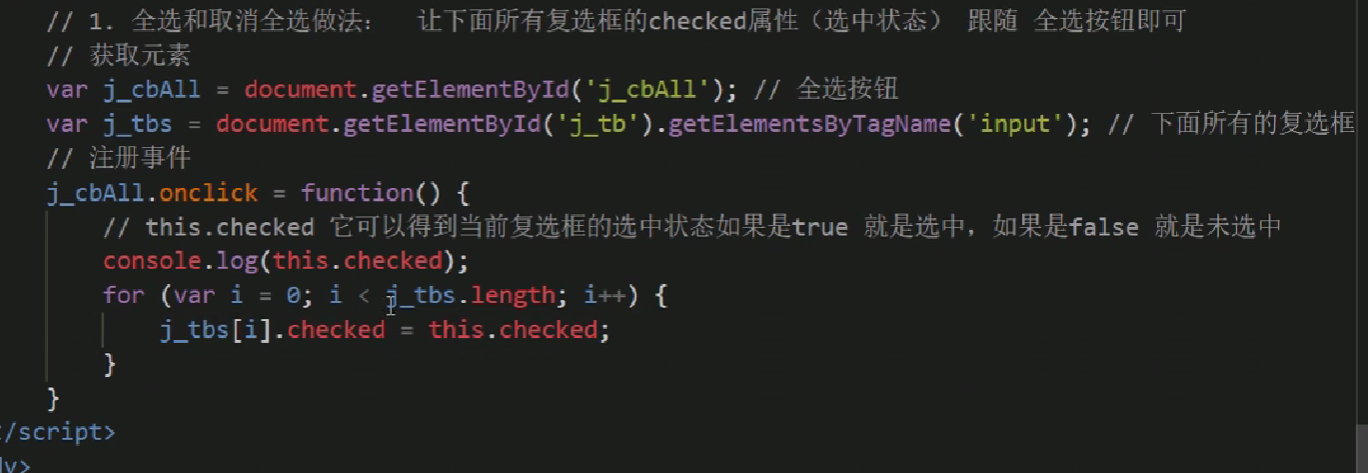 // 1. 全选和取消全选做法： 让下面所有复选框的checked属性（选中状态） 跟随 全选按钮即可
// 获取元素
var j_cbAll = document.getElementById('j_cbAll'); // 全选按钮
var j_tbs = document.getElementById('j_tb').getElementsByTagName('input'); // 下面所有的复选框
// 注册事件
j_cbAll.onclick = function() {
// this.checked 它可以得到当前复选框的选中状态如果是true 就是选中，如果是false 就是未选中
console.log(this.checked);
for (var i = 0; i < j_tbs.length; i++) {
j_tbs[i].checked = this.checked;
}
}
/script>
dy>